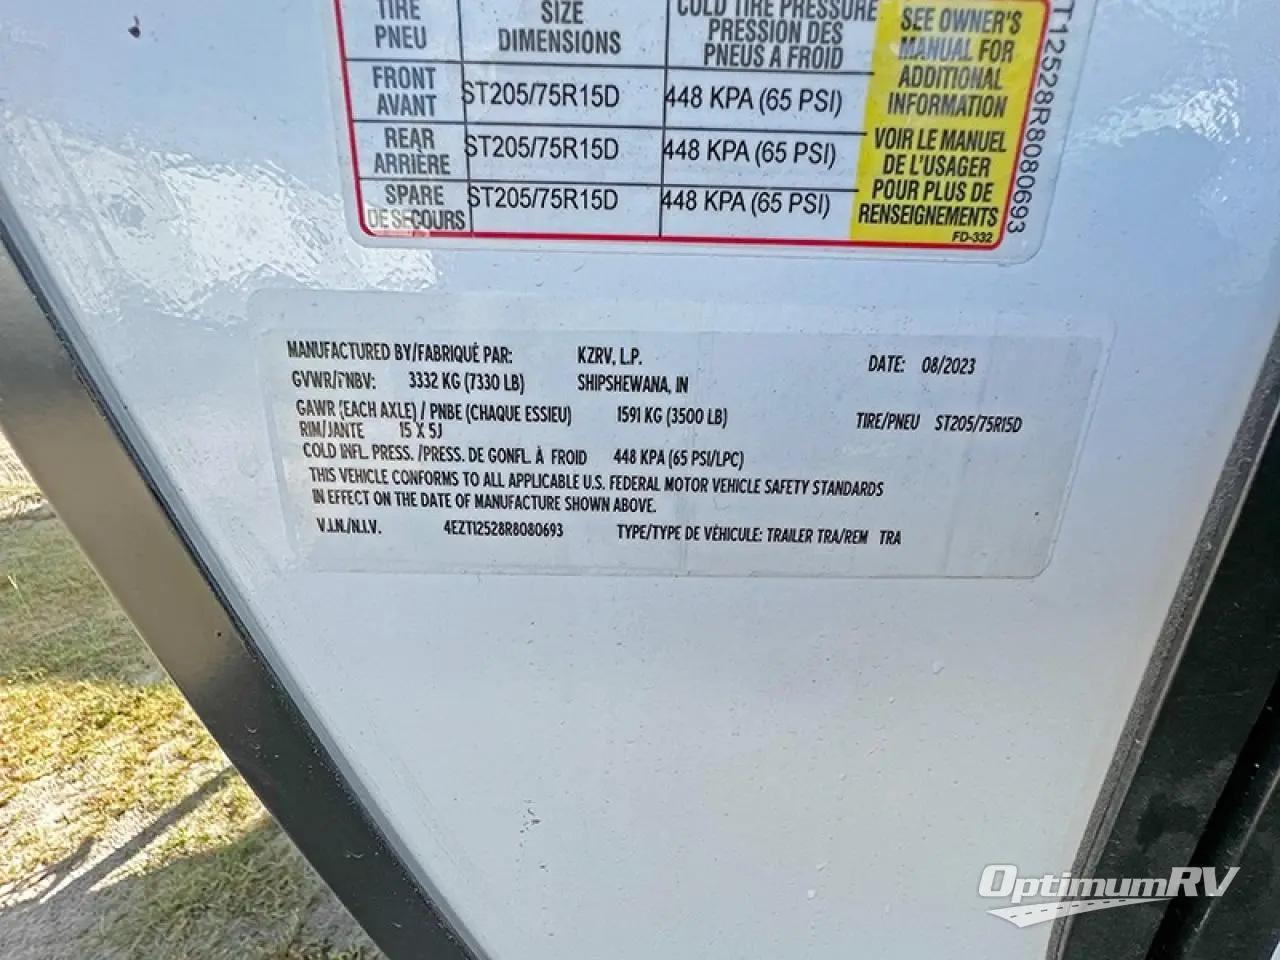 TIRE SIZE COLD TIRE PRESSURE
PNEU DIMENSIONS PRESSION DES
PNEUS A FROID
FRONT
AVANT ST205/75R15D 448 KPA (65 PSI)
REAR
ARRIÈRE ST205/75R15D 448 KPA (65 PSI)
SPARE
DE SECOURS ST205/75R15D 448 KPA (65 PSI)
SEE OWNER'S
MANUAL FOR
ADDITIONAL
INFORMATION
VOIR LE MANUEL
DE L'USAGER
POUR PLUS DE
RENSEIGNEMENTS
FD-332
T12528R8080693
MANUFACTURED BY/FABRIQUÉ PAR: KZRV, L.P. DATE: 08/2023
GVWR/PNBV: 3332 KG (7330 LB) SHIPSHEWANA, IN
GAWR (EACH AXLE) / PNBE (CHAQUE ESSIEU) 1591 KG (3500 LB) TIRE/PNEU ST205/75R15D
RIM/JANTE 15 X 5J
COLD INFL. PRESS. /PRESS. DE GONFL. À FROID 448 KPA (65 PSI/LPC)
THIS VEHICLE CONFORMS TO ALL APPLICABLE U.S. FEDERAL MOTOR VEHICLE SAFETY STANDARDS
IN EFFECT ON THE DATE OF MANUFACTURE SHOWN ABOVE.
V.I.N./N.I.V. 4EZT12528R8080693 TYPE/TYPE DE VÉHICULE: TRAILER TRA/REM TRA
OptimumRV